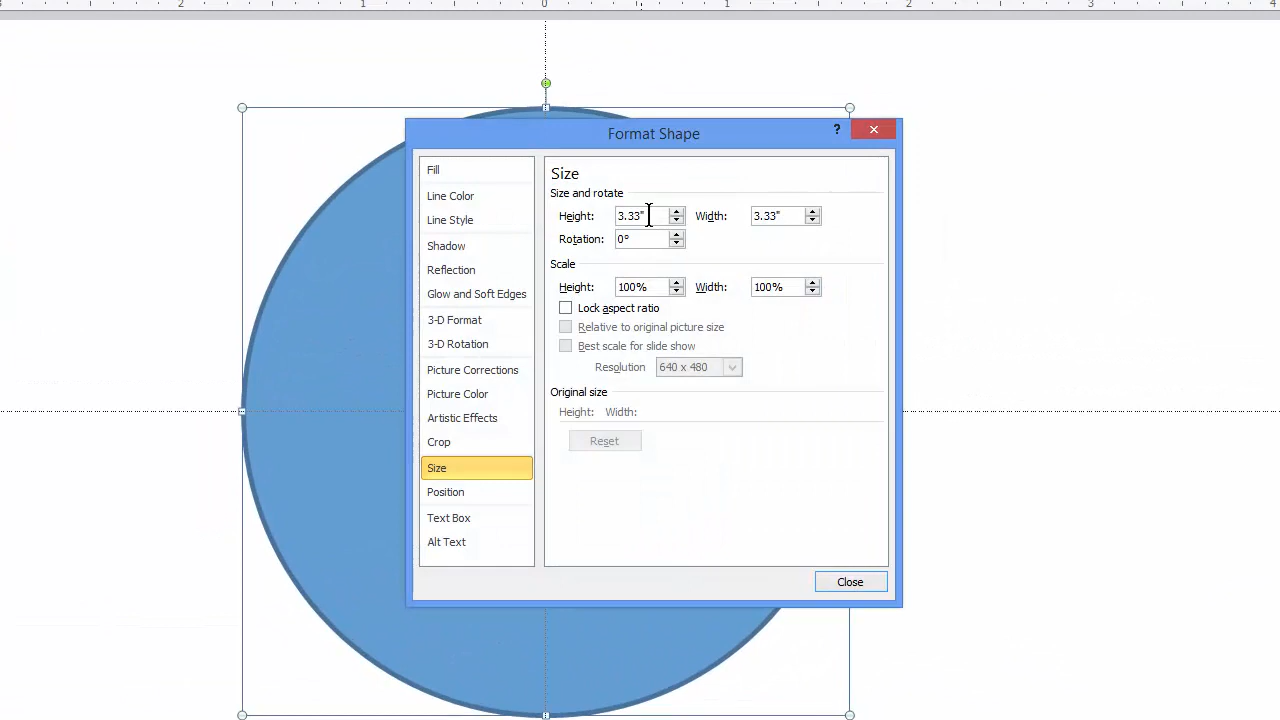 2 1 0 1 2 3 4
Format Shape
?
Fill
Line Color
Line Style
Shadow
Reflection
Glow and Soft Edges
3-D Format
3-D Rotation
Picture Corrections
Picture Color
Artistic Effects
Crop
Size
Position
Text Box
Alt Text
Size
Size and rotate
Height: 3.33" Width: 3.33"
Rotation: 0°
Scale
Height: 100% Width: 100%
Lock aspect ratio
Relative to original picture size
Best scale for slide show
Resolution 640 x 480
Original size
Height: Width:
Reset
Close